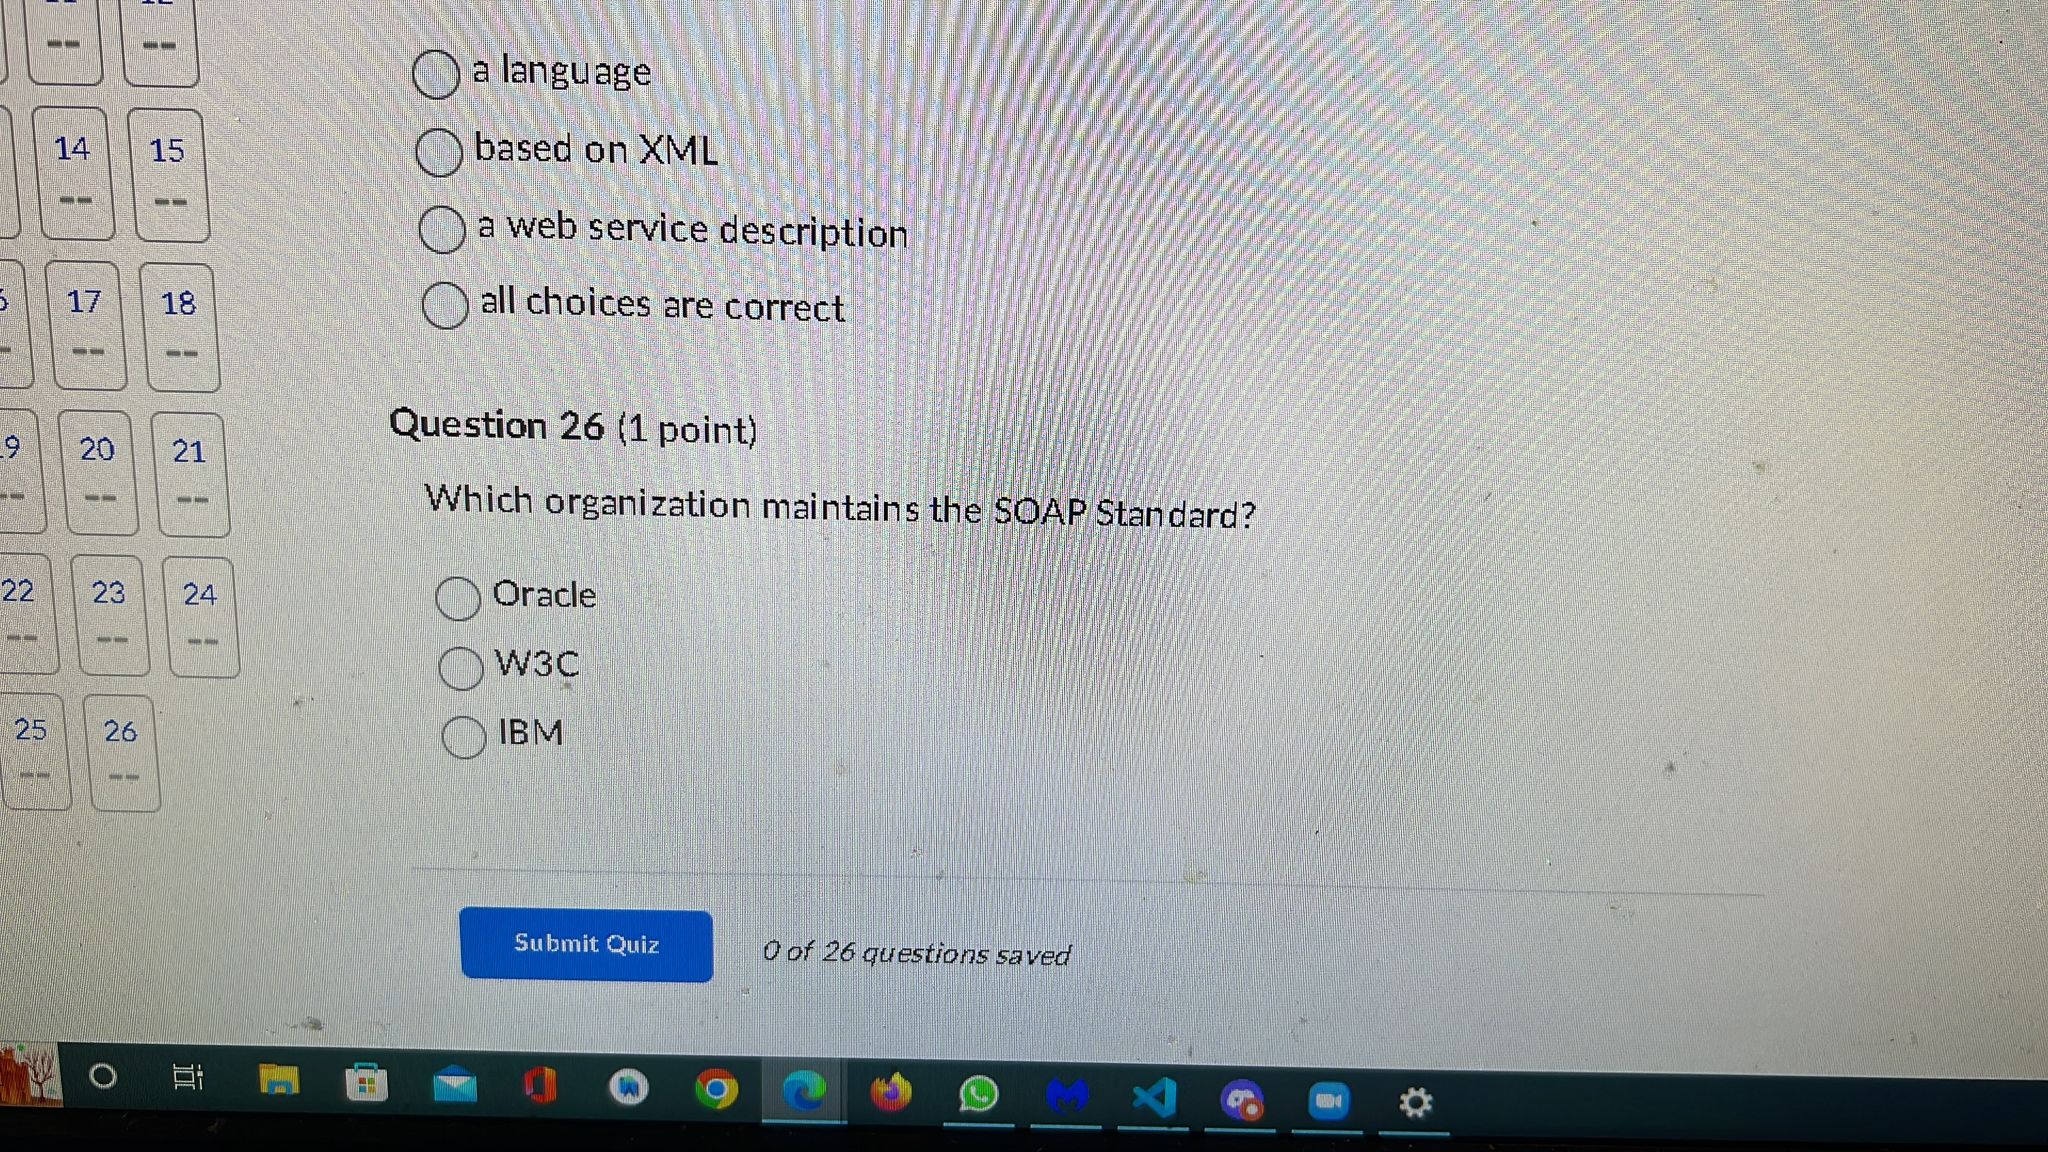 a language
based on XML
a web service description
all choices are correct
Question 26 (1 point)
Which organization maintains the SOAP Standard?
Oracle
W3C
IBM
Submit Quiz
0 of 26 questions saved
14
15
--
--
17
18
--
--
20
21
--
--
22
23
24
--
--
--
25
26
--
--